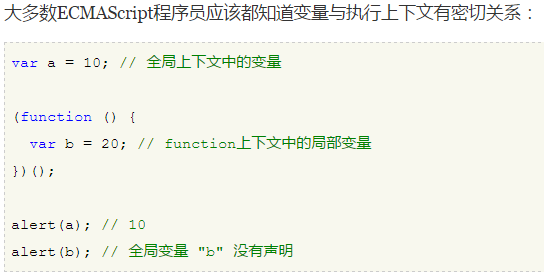 大多数ECMAScript程序员应该都知道变量与执行上下文有密切关系：
var a = 10; // 全局上下文中的变量
(function () {
  var b = 20; // function上下文中的局部变量
})();
alert(a); // 10
alert(b); // 全局变量 "b" 没有声明